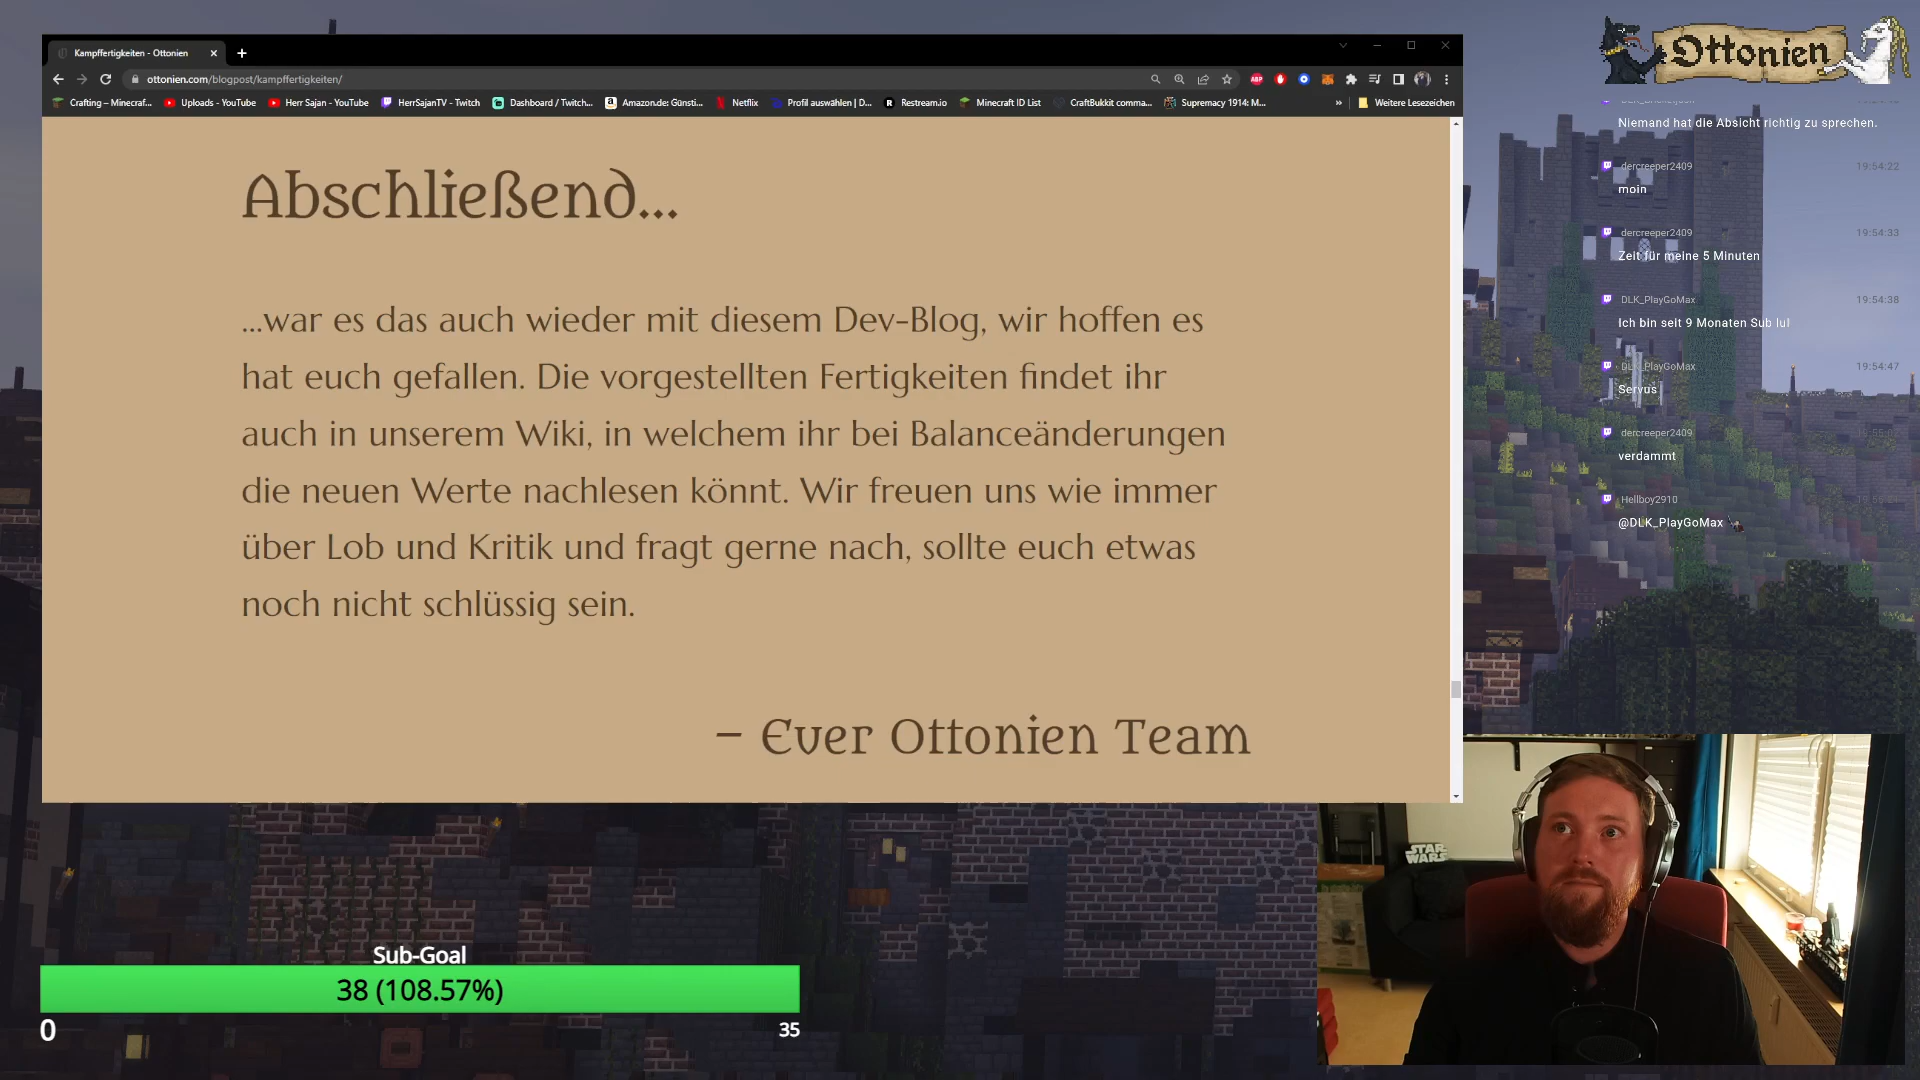 Kampffertigkeiten - Ottonien
ottonien.com/blogpost/kampffertigkeiten/
Crafting – Minecraf...
Uploads - YouTube
Herr Sajan - YouTube
HerrSajanTV - Twitch
Dashboard / Twitch...
Amazon.de: Günsti...
Netflix
Profil auswählen | D...
Restream.io
Minecraft ID List
CraftBukkit comma...
Supremacy 1914: M...
»
Weitere Lesezeichen
Abschließend...
...war es das auch wieder mit diesem Dev-Blog, wir hoffen es
hat euch gefallen. Die vorgestellten Fertigkeiten findet ihr
auch in unserem Wiki, in welchem ihr bei Balanceänderungen
die neuen Werte nachlesen könnt. Wir freuen uns wie immer
über Lob und Kritik und fragt gerne nach, sollte euch etwas
noch nicht schlüssig sein.
– Euer Ottonien Team
Ottonien
Niemand hat die Absicht richtig zu sprechen.
dercreeper2409 19:54:22
moin
dercreeper2409 19:54:33
Zeit für meine 5 Minuten
DLK_PlayGoMax 19:54:38
Ich bin seit 9 Monaten Sub lul
DLK_PlayGoMax 19:54:47
Servus
dercreeper2409
verdammt
Hellboy2910
@DLK_PlayGoMax
STAR
WARS
Sub-Goal
38 (108.57%)
0
35